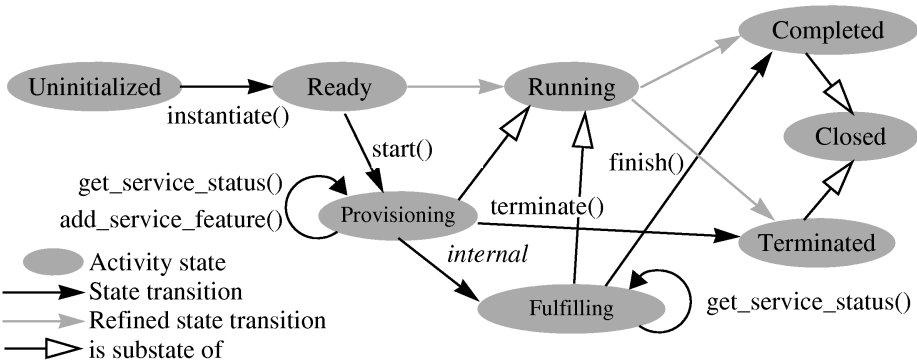 Completed
Uninitialized
Ready
Running
instantiate()
Closed
start()
finish()
get_service_status()
add_service_feature()
Provisioning
terminate()
Terminated
internal
Activity state
State transition
Fulfilling
get_service_status()
Refined state transition
is substate of